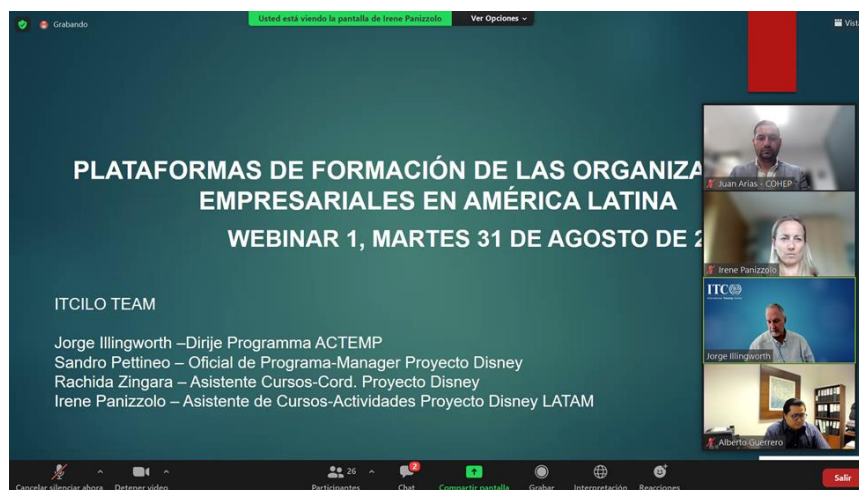 Grabando
Usted está viendo la pantalla de Irene Panizzolo
Ver Opciones
Vista
PLATAFORMAS DE FORMACIÓN DE LAS ORGANIZA
EMPRESARIALES EN AMÉRICA LATINA
WEBINAR 1, MARTES 31 DE AGOSTO DE 2
ITCILO TEAM
Jorge Illingworth –Dirije Programma ACTEMP
Sandro Pettineo – Oficial de Programa-Manager Proyecto Disney
Rachida Zingara – Asistente Cursos-Cord. Proyecto Disney
Irene Panizzolo – Asistente de Cursos-Actividades Proyecto Disney LATAM
Juan Arias - COHEP
Irene Panizzolo
ITC
International Training Centre
Jorge Illingworth
Alberto Guerrero
Cancelar silenciar ahora
Detener video
26
Participantes
2
Chat
Compartir pantalla
Grabar
Interpretación
Reacciones
Salir